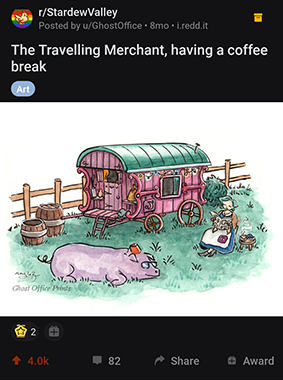 r/StardewValley
Posted by u/GhostOffice • 8mo • i.redd.it
The Travelling Merchant, having a coffee
break
Art
Ghost Office Prints
2
4.0k
82
Share
Award